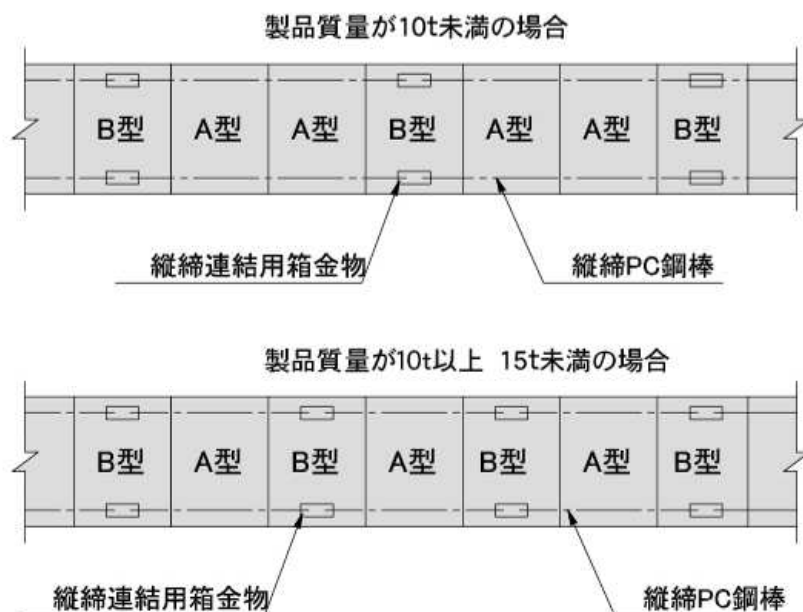 製品質量が10t未満の場合
B型 A型 A型 B型 A型 A型 B型
縦締連結用箱金物 縦締PC鋼棒
製品質量が10t以上 15t未満の場合
B型 A型 B型 A型 B型 A型 B型
縦締連結用箱金物 縦締PC鋼棒